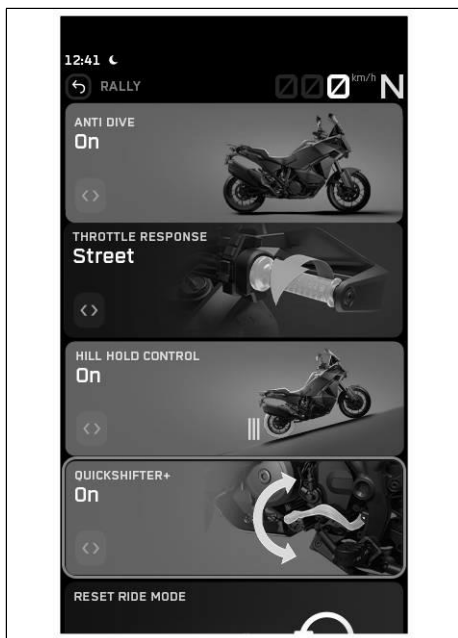 12:41
RALLY
000 km/h N
ANTI DIVE
On
THROTTLE RESPONSE
Street
HILL HOLD CONTROL
On
QUICKSHIFTER+
On
RESET RIDE MODE